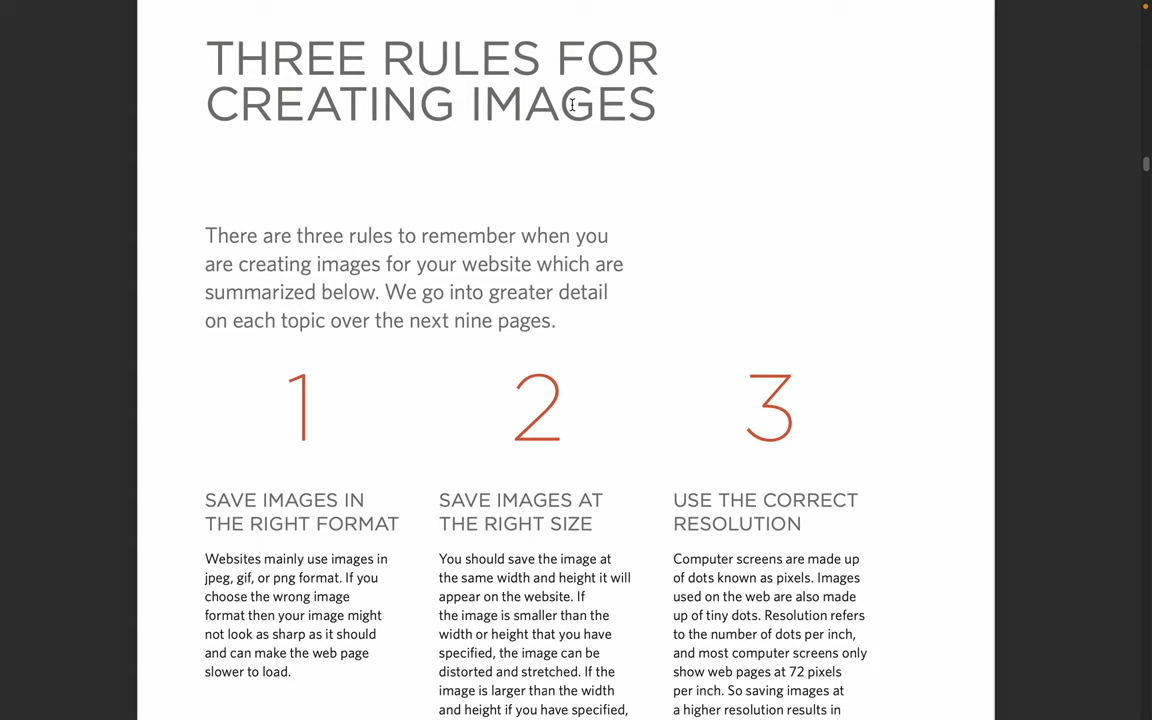 THREE RULES FOR
CREATING IMAGES
There are three rules to remember when you
are creating images for your website which are
summarized below. We go into greater detail
on each topic over the next nine pages.
1
2
3
SAVE IMAGES IN
THE RIGHT FORMAT
Websites mainly use images in
jpeg, gif, or png format. If you
choose the wrong image
format then your image might
not look as sharp as it should
and can make the web page
slower to load.
SAVE IMAGES AT
THE RIGHT SIZE
You should save the image at
the same width and height it will
appear on the website. If
the image is smaller than the
width or height that you have
specified, the image can be
distorted and stretched. If the
image is larger than the width
and height if you have specified,
USE THE CORRECT
RESOLUTION
Computer screens are made up
of dots known as pixels. Images
used on the web are also made
up of tiny dots. Resolution refers
to the number of dots per inch,
and most computer screens only
show web pages at 72 pixels
per inch. So saving images at
a higher resolution results in